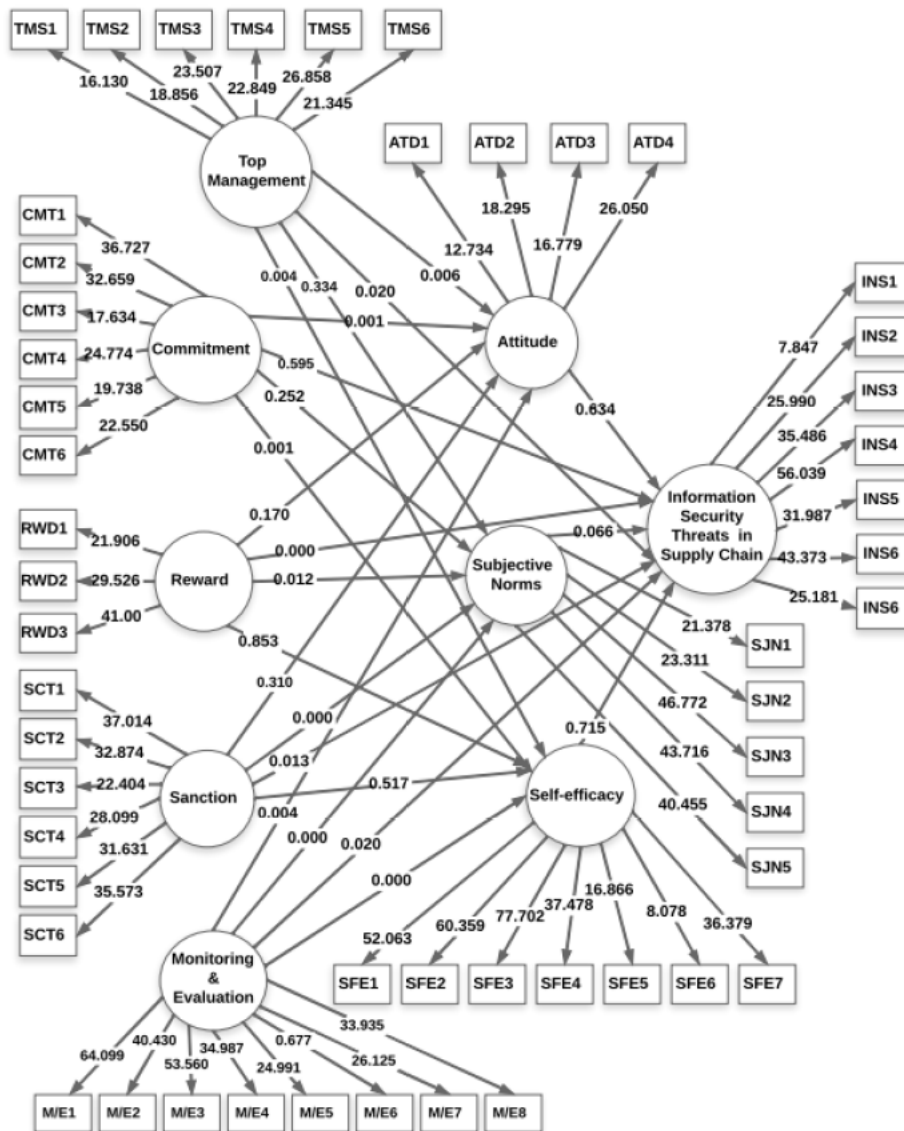 TMS1 TMS2 TMS3 TMS4 TMS5 TMS6
16.130 18.856 23.507 22.849 26.858 21.345
Top
Management
ATD1 ATD2 ATD3 ATD4
12.734 18.295 16.779 26.050
CMT1
CMT2
CMT3
CMT4
CMT5
CMT6
36.727
32.659
17.634
24.774
19.738
22.550
Commitment
0.004 0.334 0.020 0.006
0.001
0.595
0.252
0.001
Attitude
0.634
INS1
INS2
INS3
INS4
INS5
INS6
INS6
7.847
25.990
35.486
56.039
31.987
43.373
25.181
Information
Security
Threats in
Supply Chain
RWD1
RWD2
RWD3
21.906
29.526
41.00
Reward
0.170
0.000
0.012
0.853
Subjective
Norms
0.066
21.378
23.311
46.772
43.716
40.455
SJN1
SJN2
SJN3
SJN4
SJN5
SCT1
SCT2
SCT3
SCT4
SCT5
SCT6
37.014
32.874
22.404
28.099
31.631
35.573
Sanction
0.310
0.000
0.013
0.517
0.715
Self-efficacy
0.004
0.000
0.020
0.000
52.063 60.359 77.702 37.478 16.866 8.078 36.379
SFE1 SFE2 SFE3 SFE4 SFE5 SFE6 SFE7
Monitoring
&
Evaluation
64.099 40.430 53.560 34.987 24.991 0.677 26.125 33.935
M/E1 M/E2 M/E3 M/E4 M/E5 M/E6 M/E7 M/E8